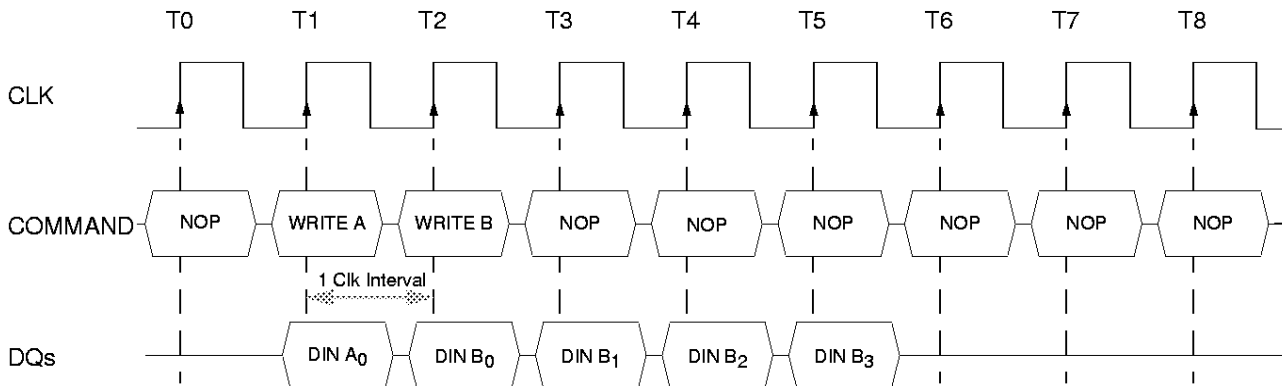 T0 T1 T2 T3 T4 T5 T6 T7 T8
CLK
COMMAND NOP WRITE A WRITE B NOP NOP NOP NOP NOP NOP
1 Clk Interval
DQs DIN A0 DIN B0 DIN B1 DIN B2 DIN B3